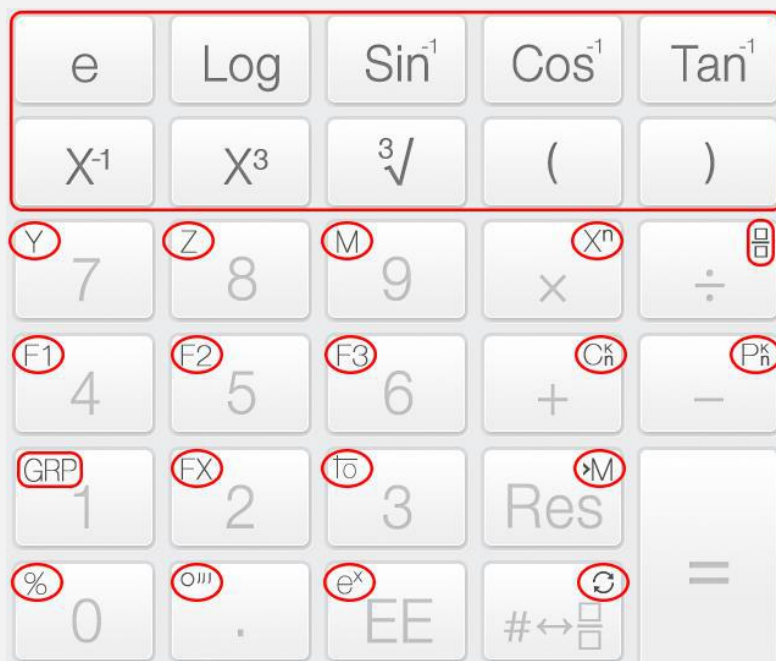 e Log Sin⁻¹ Cos⁻¹ Tan⁻¹
X⁻¹ X³ ³√ ( )
Y Z M Xⁿ
7 8 9 × ÷
F1 F2 F3 Cₙᴷ Pₙᴷ
4 5 6 + −
GRP FX >M
1 2 3 Res
% o''' eˣ
0 . EE #↔ =